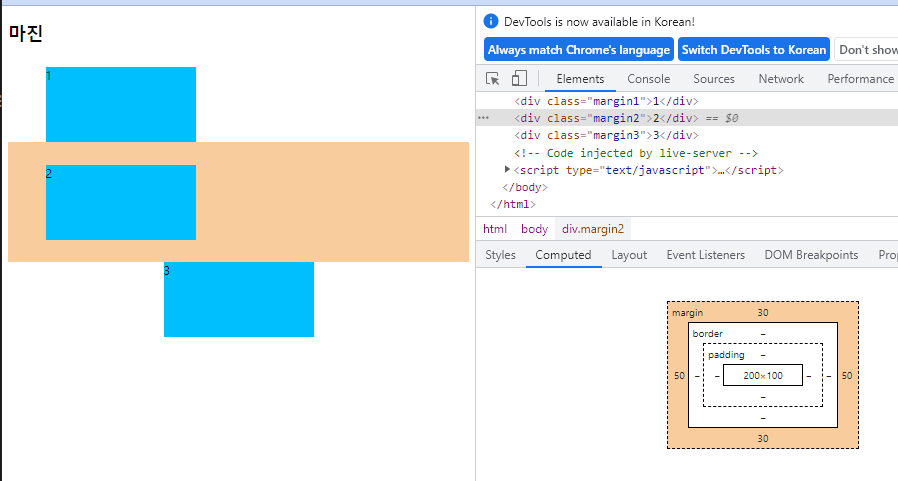 마진
1
2
3
DevTools is now available in Korean!
Always match Chrome's language
Switch DevTools to Korean
Don't show
Elements
Console
Sources
Network
Performance
<div class="margin1">1</div>
··· <div class="margin2">2</div> == $0
<div class="margin3">3</div>
<!-- Code injected by live-server -->
<script type="text/javascript">…</script>
</body>
</html>
html
body
div.margin2
Styles
Computed
Layout
Event Listeners
DOM Breakpoints
Prop
margin
30
border
–
padding
–
50
–
–
200×100
–
–
50
–
–
30